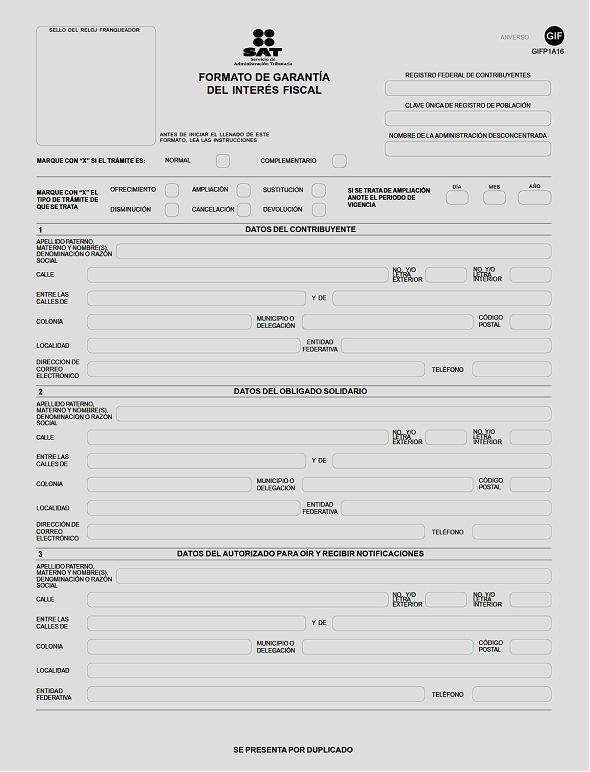 SELLO DEL RELOJ FRANQUEADOR
SAT
Servicio de
Administración Tributaria
ANVERSO
GIF
GIFP1A16
FORMATO DE GARANTÍA
DEL INTERÉS FISCAL
REGISTRO FEDERAL DE CONTRIBUYENTES
CLAVE ÚNICA DE REGISTRO DE POBLACIÓN
NOMBRE DE LA ADMINISTRACIÓN DESCONCENTRADA
ANTES DE INICIAR EL LLENADO DE ESTE
FORMATO, LEA LAS INSTRUCCIONES
MARQUE CON "X" SI EL TRÁMITE ES: NORMAL COMPLEMENTARIO
MARQUE CON "X" EL
TIPO DE TRÁMITE DE
QUE SE TRATA
OFRECIMIENTO AMPLIACIÓN SUSTITUCIÓN
DISMINUCIÓN CANCELACIÓN DEVOLUCIÓN
SI SE TRATA DE AMPLIACIÓN
ANOTE EL PERIODO DE
VIGENCIA
DÍA MES AÑO
1 DATOS DEL CONTRIBUYENTE
APELLIDO PATERNO,
MATERNO Y NOMBRE(S),
DENOMINACIÓN O RAZÓN
SOCIAL
CALLE
NO. Y/O
LETRA
EXTERIOR
NO. Y/O
LETRA
INTERIOR
ENTRE LAS
CALLES DE
Y DE
COLONIA
MUNICIPIO O
DELEGACIÓN
CÓDIGO
POSTAL
LOCALIDAD
ENTIDAD
FEDERATIVA
DIRECCIÓN DE
CORREO
ELECTRÓNICO
TELÉFONO
2 DATOS DEL OBLIGADO SOLIDARIO
APELLIDO PATERNO,
MATERNO Y NOMBRE(S),
DENOMINACIÓN O RAZÓN
SOCIAL
CALLE
NO. Y/O
LETRA
EXTERIOR
NO. Y/O
LETRA
INTERIOR
ENTRE LAS
CALLES DE
Y DE
COLONIA
MUNICIPIO O
DELEGACIÓN
CÓDIGO
POSTAL
LOCALIDAD
ENTIDAD
FEDERATIVA
DIRECCIÓN DE
CORREO
ELECTRÓNICO
TELÉFONO
3 DATOS DEL AUTORIZADO PARA OÍR Y RECIBIR NOTIFICACIONES
APELLIDO PATERNO,
MATERNO Y NOMBRE(S),
DENOMINACIÓN O RAZÓN
SOCIAL
CALLE
NO. Y/O
LETRA
EXTERIOR
NO. Y/O
LETRA
INTERIOR
ENTRE LAS
CALLES DE
Y DE
COLONIA
MUNICIPIO O
DELEGACIÓN
CÓDIGO
POSTAL
LOCALIDAD
ENTIDAD
FEDERATIVA
TELÉFONO
SE PRESENTA POR DUPLICADO